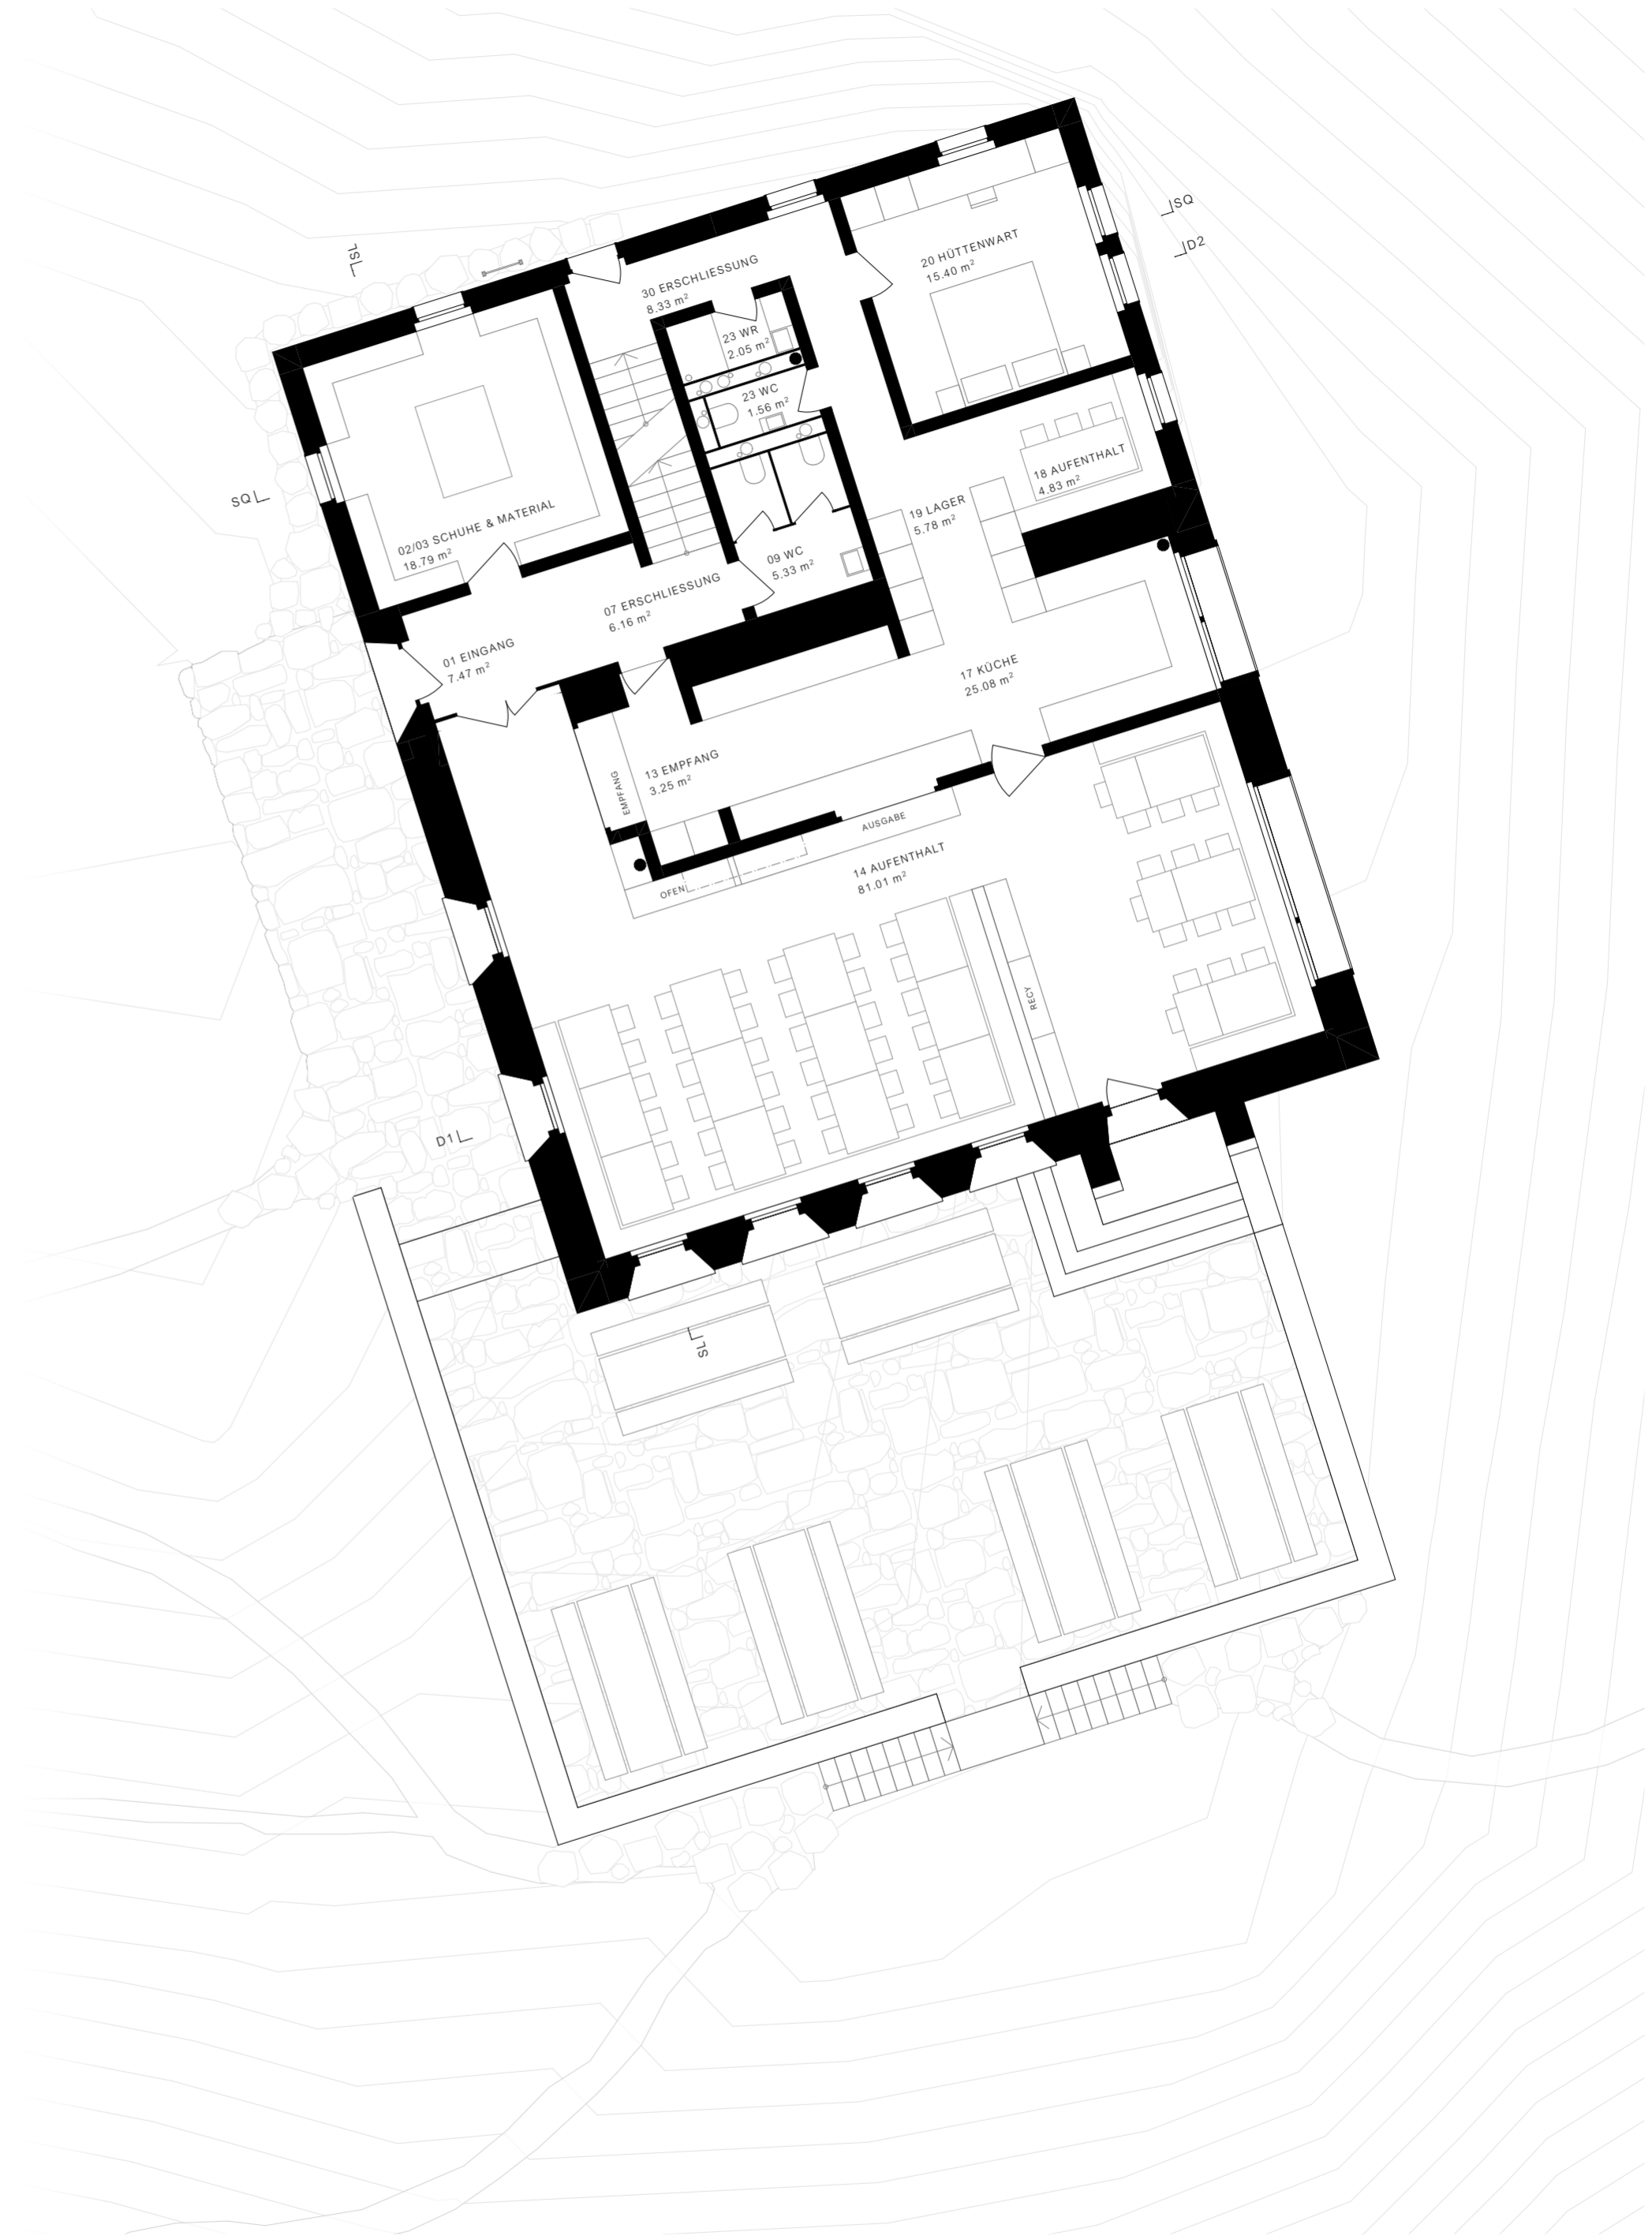 SQ
D2
SL
30 ERSCHLIESSUNG
8.33 m²
20 HÜTTENWART
15.40 m²
23 WR
2.05 m²
23 WC
1.56 m²
SQ
02/03 SCHUHE & MATERIAL
18.79 m²
18 AUFENTHALT
4.83 m²
19 LAGER
5.78 m²
09 WC
5.33 m²
07 ERSCHLIESSUNG
6.16 m²
01 EINGANG
7.47 m²
17 KÜCHE
25.08 m²
13 EMPFANG
3.25 m²
EMPFANG
AUSGABE
14 AUFENTHALT
81.01 m²
OFEN
RECY
D1
SL